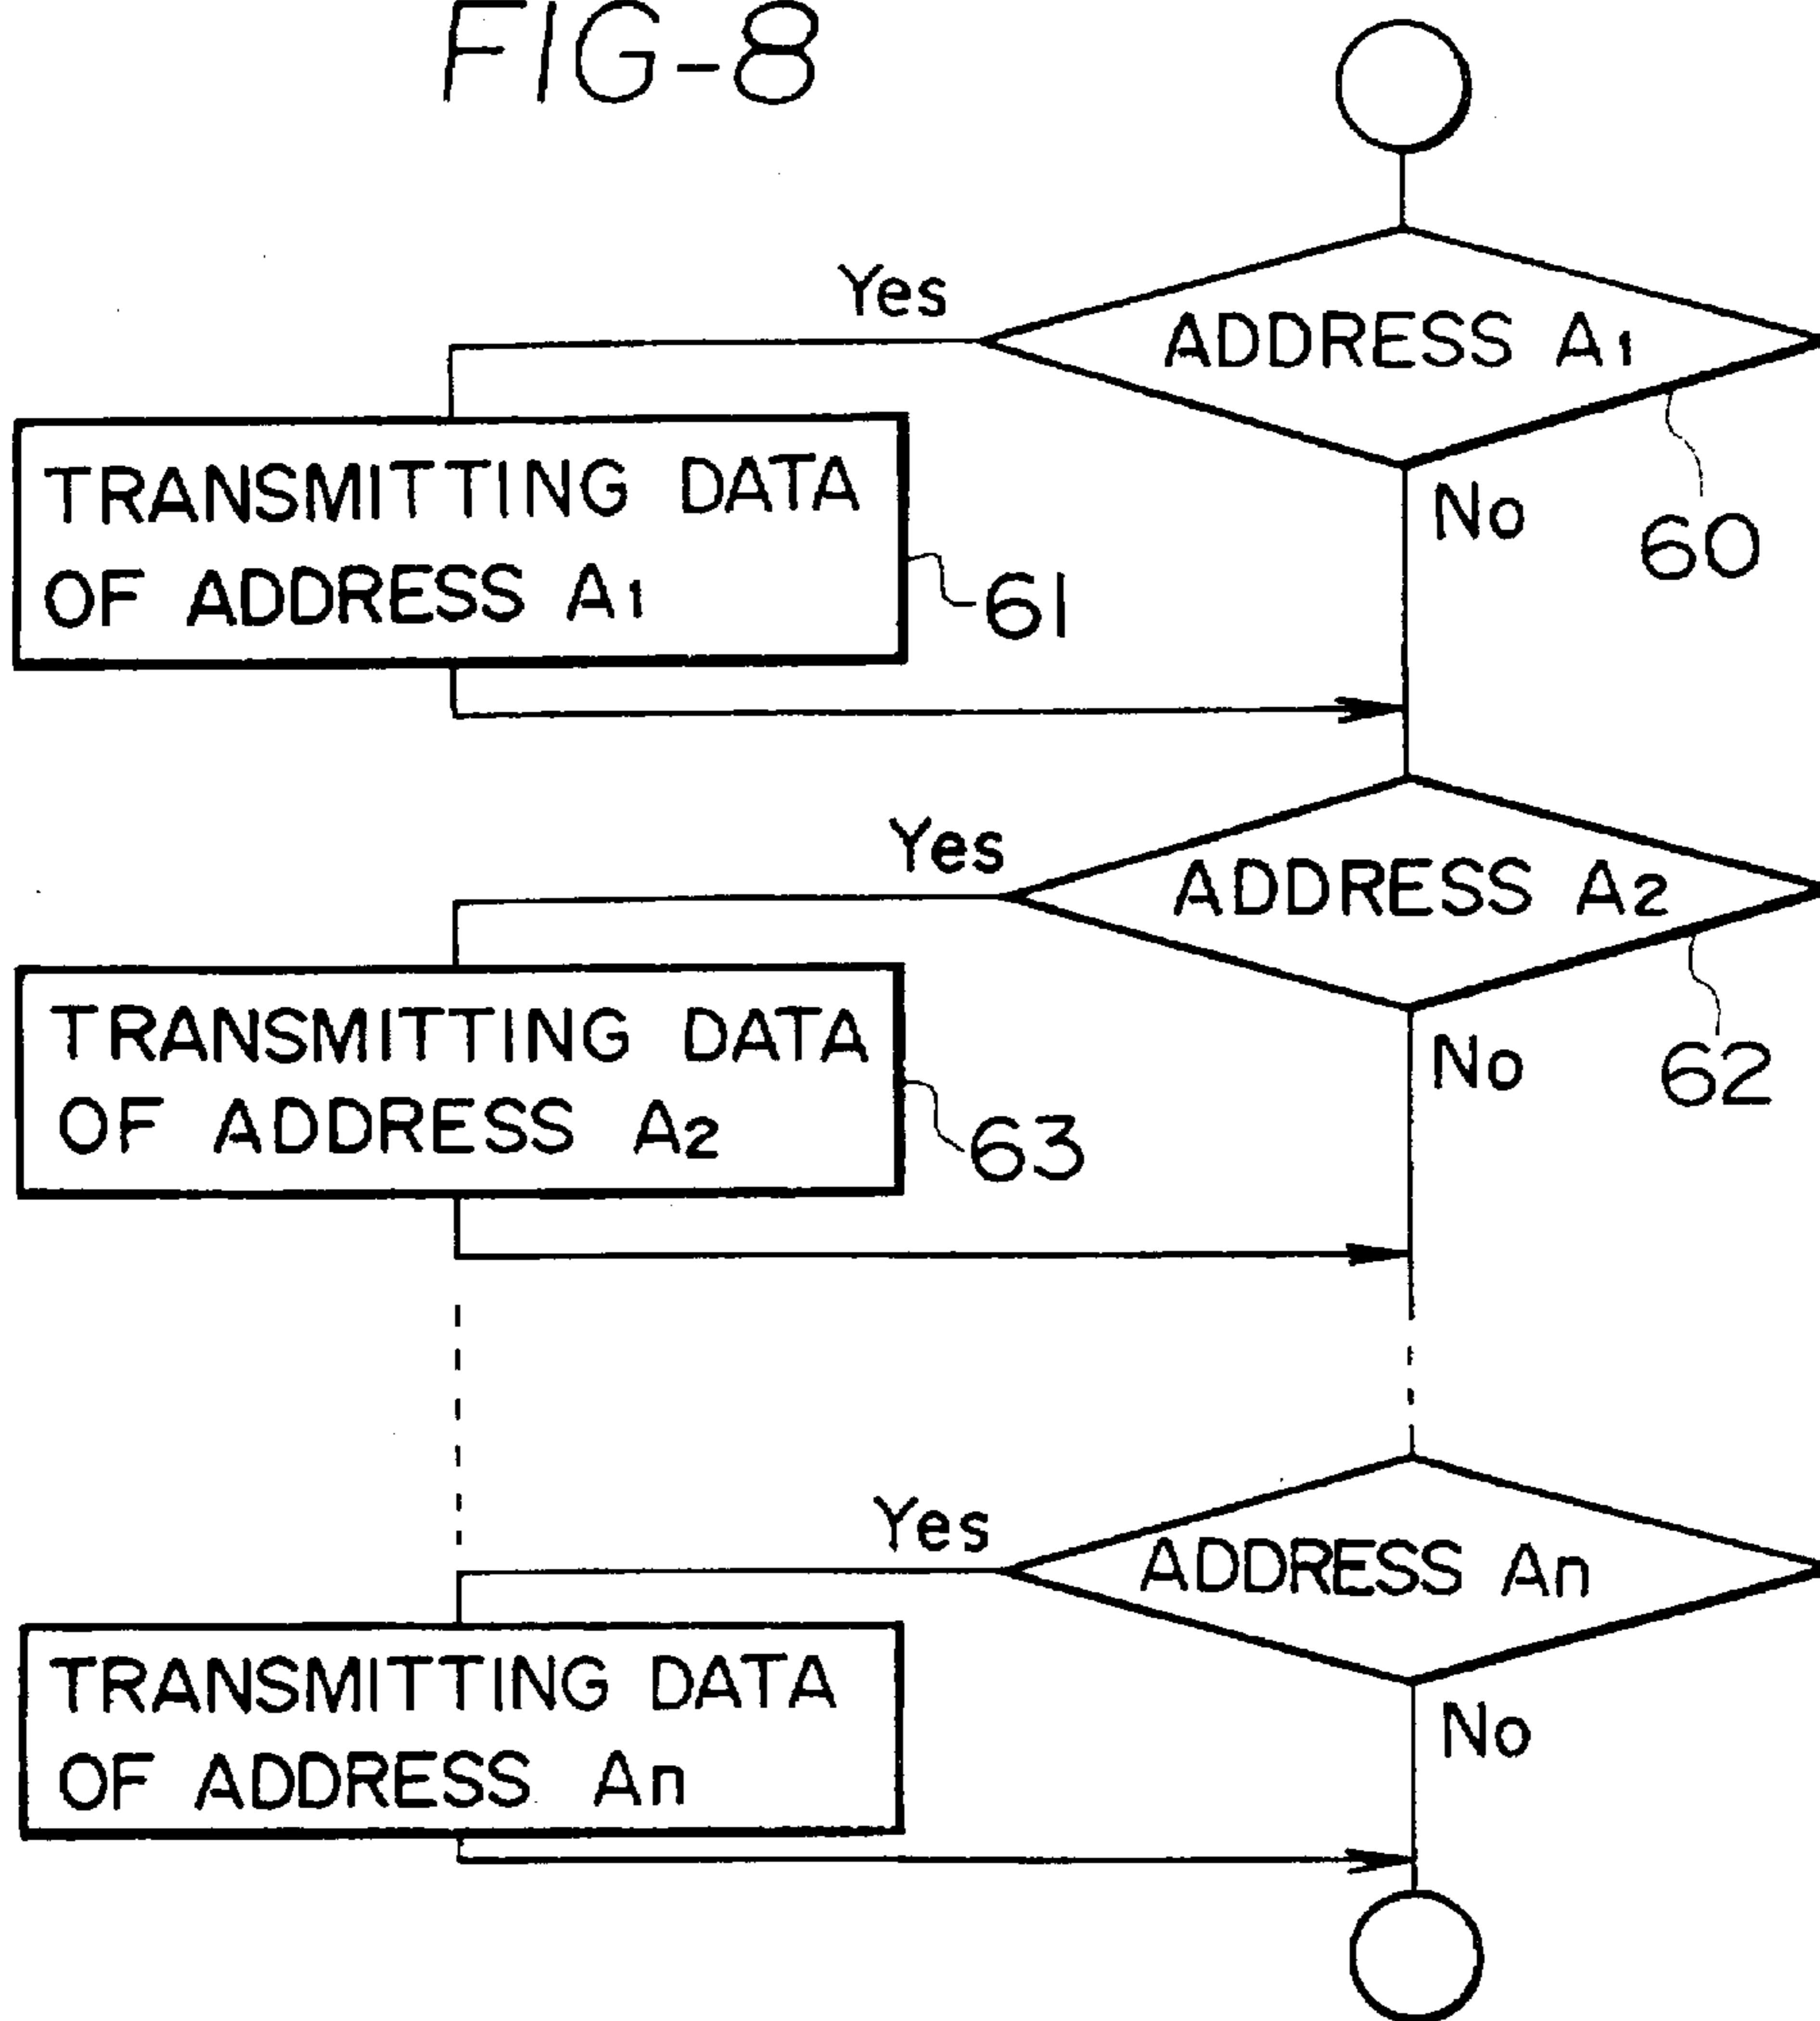 FIG-8
Yes
ADDRESS A1
TRANSMITTING DATA
OF ADDRESS A1
No
60
61
Yes
ADDRESS A2
TRANSMITTING DATA
OF ADDRESS A2
No
62
63
Yes
ADDRESS An
TRANSMITTING DATA
OF ADDRESS An
No